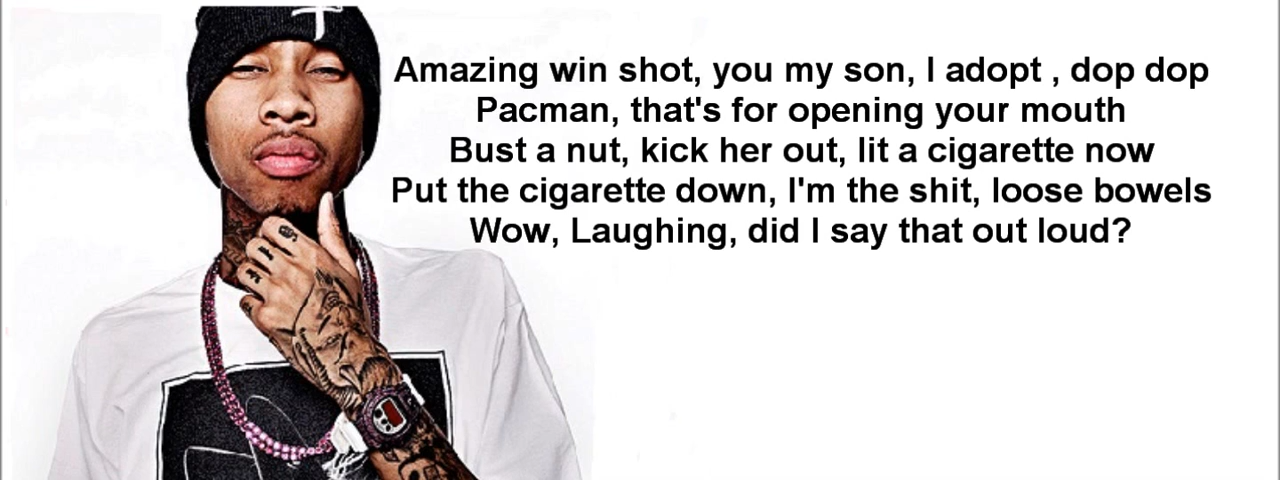 Amazing win shot, you my son, I adopt , dop dop
Pacman, that's for opening your mouth
Bust a nut, kick her out, lit a cigarette now
Put the cigarette down, I'm the shit, loose bowels
Wow, Laughing, did I say that out loud?